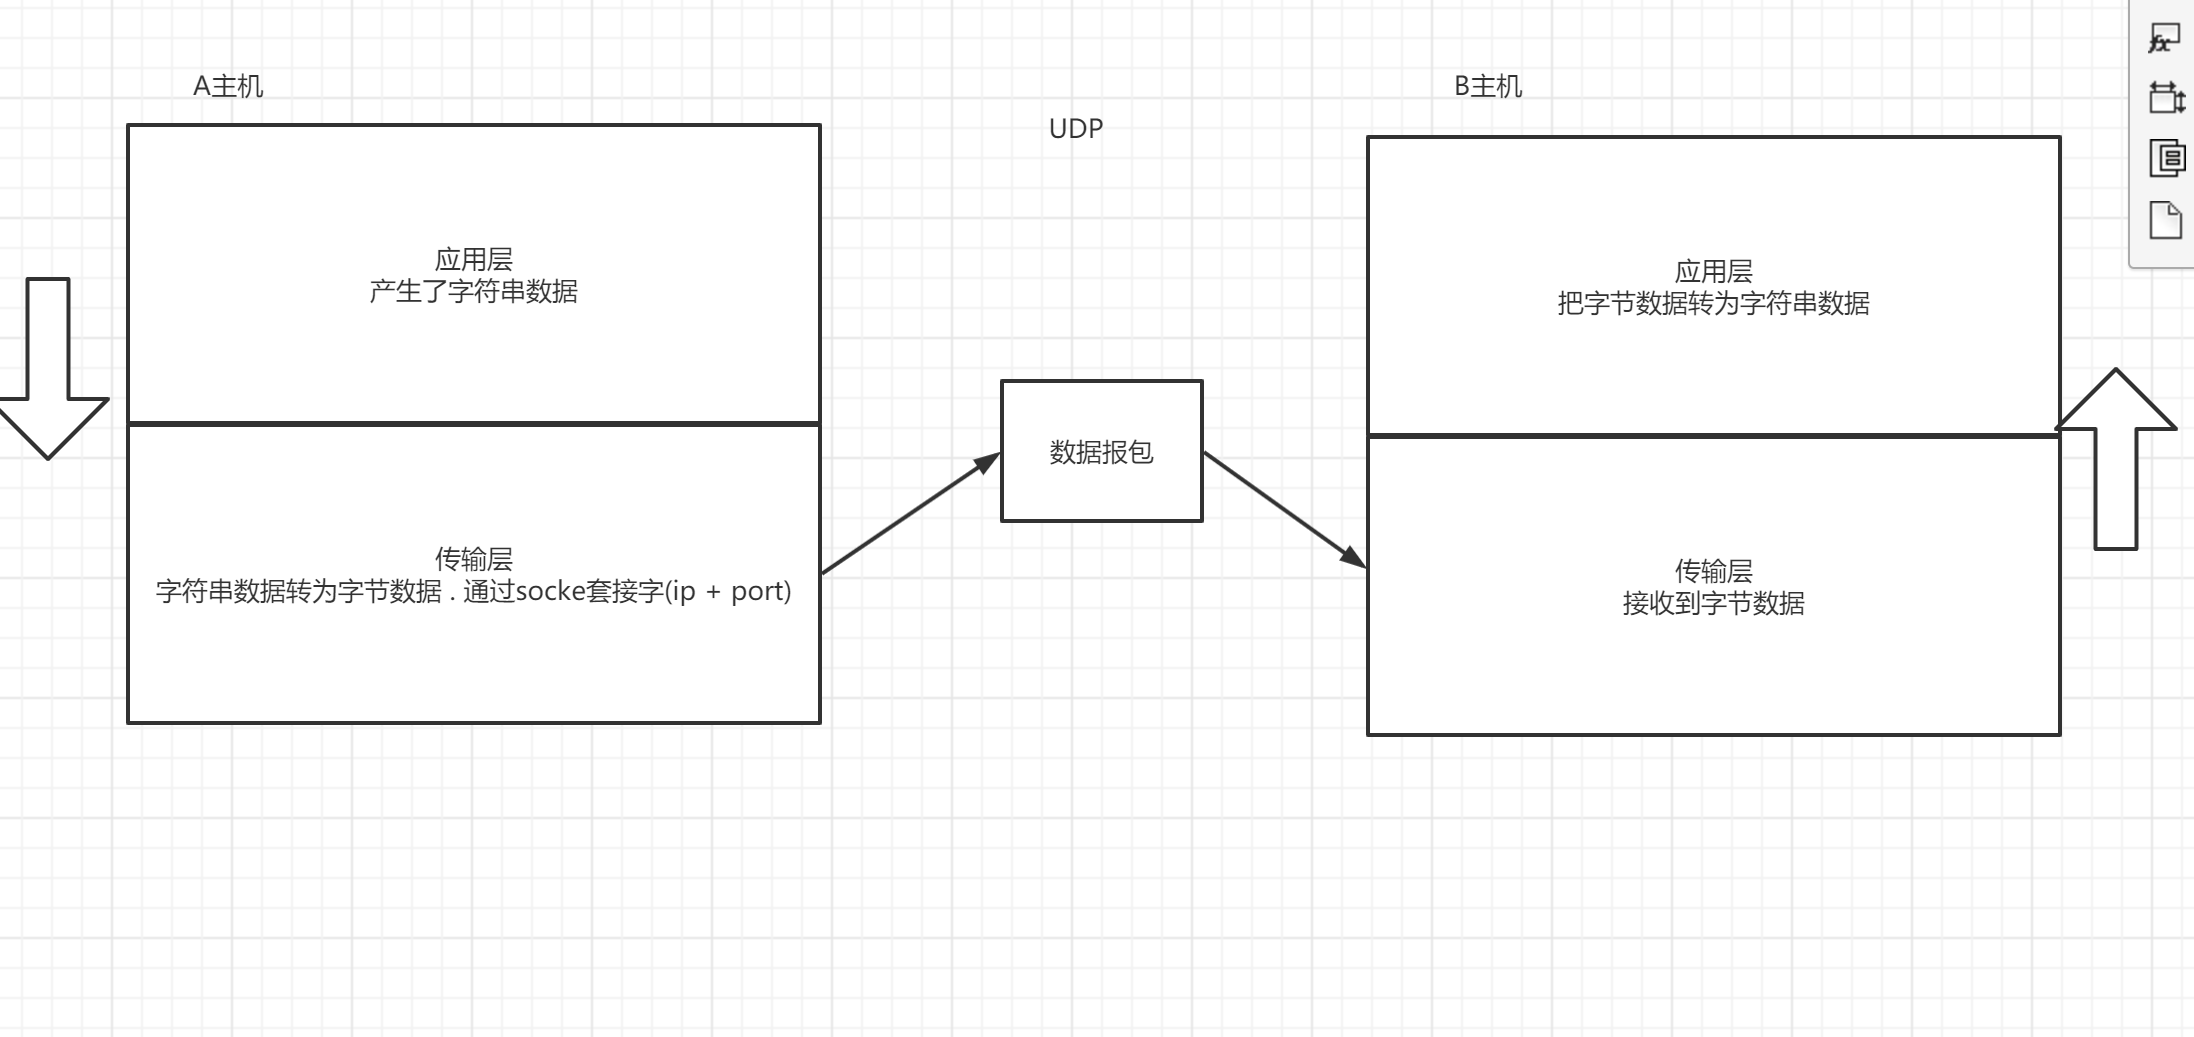 A主机
B主机
UDP
应用层
产生了字符串数据
应用层
把字节数据转为字符串数据
数据报包
传输层
字符串数据转为字节数据 . 通过socke套接字(ip + port)
传输层
接收到字节数据
fx